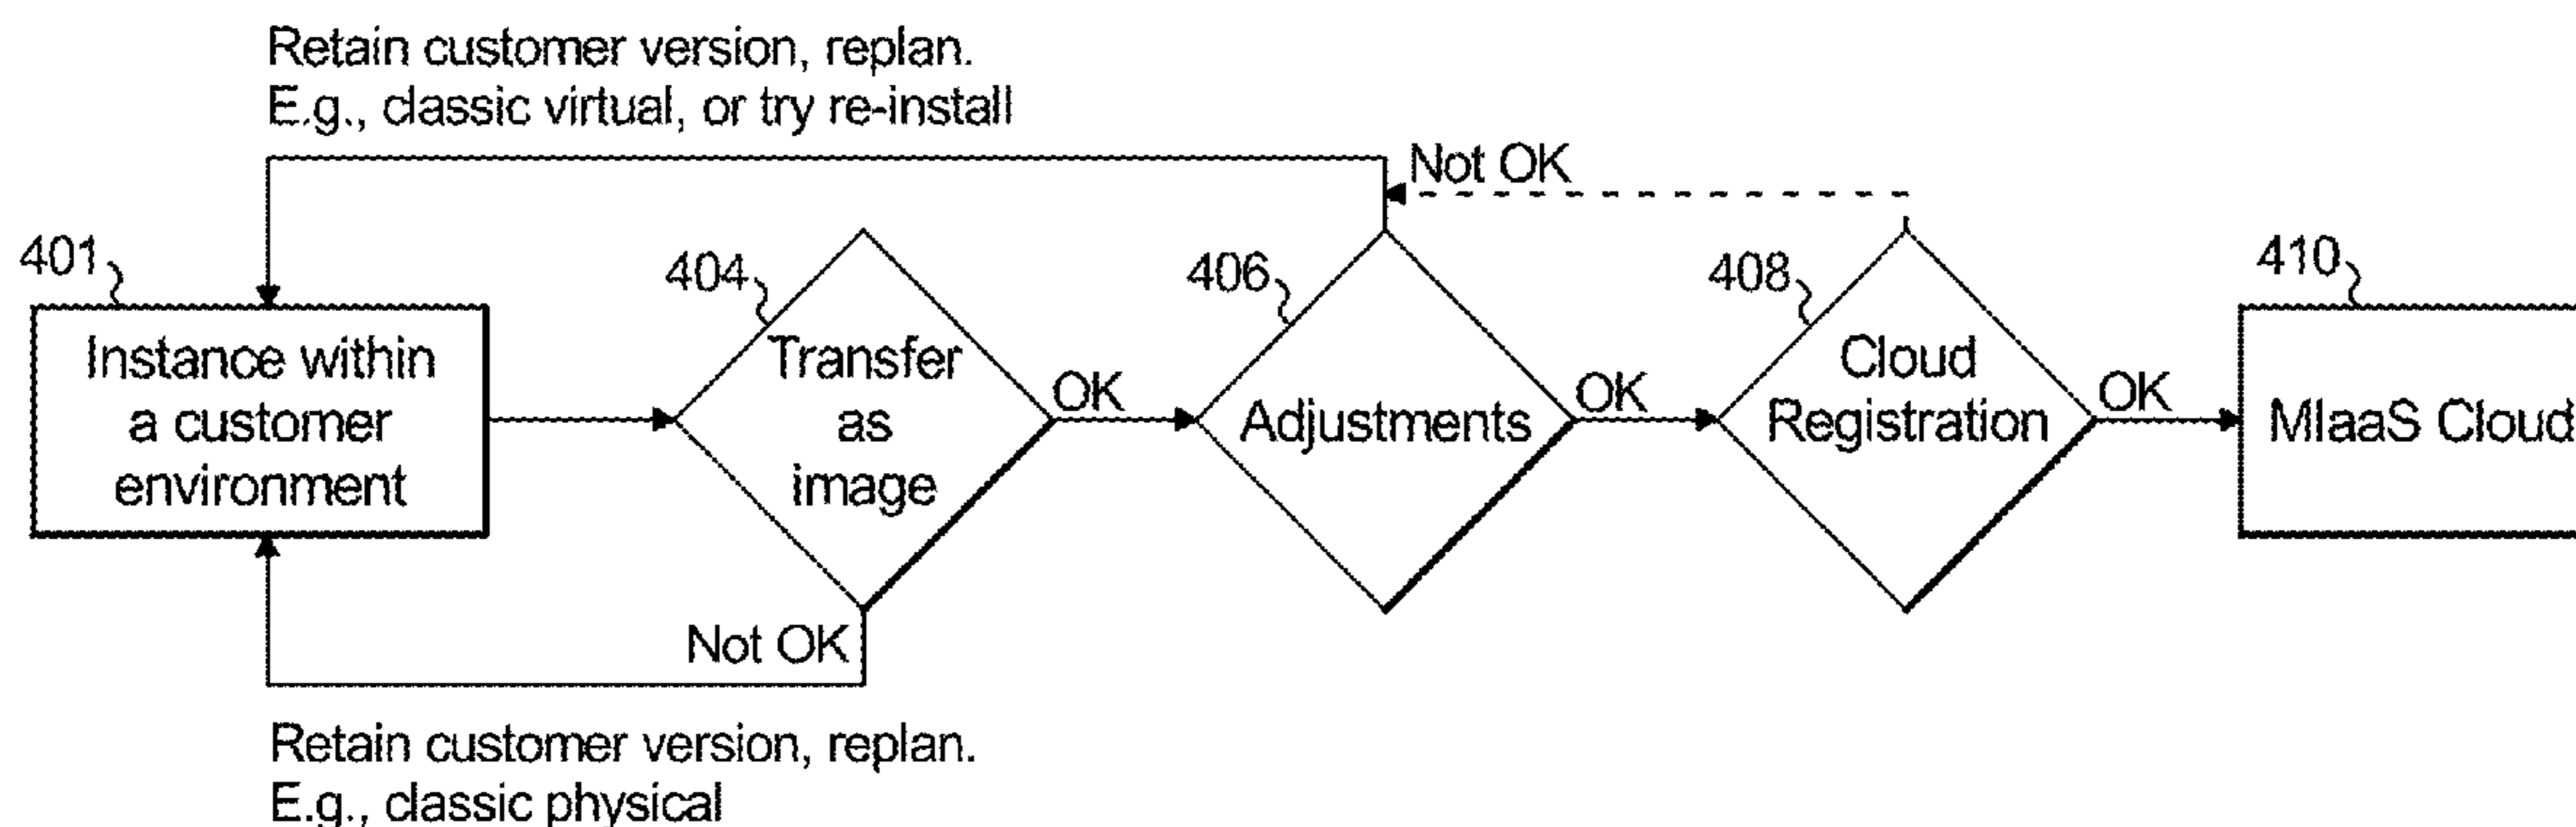 Retain customer version, replan.
E.g., classic virtual, or try re-install
Not OK
401
404
406
408
410
Instance within
a customer
environment
Transfer
as
image
OK
Adjustments
OK
Cloud
Registration
OK
MIaaS Cloud
Not OK
Retain customer version, replan.
E.g., classic physical